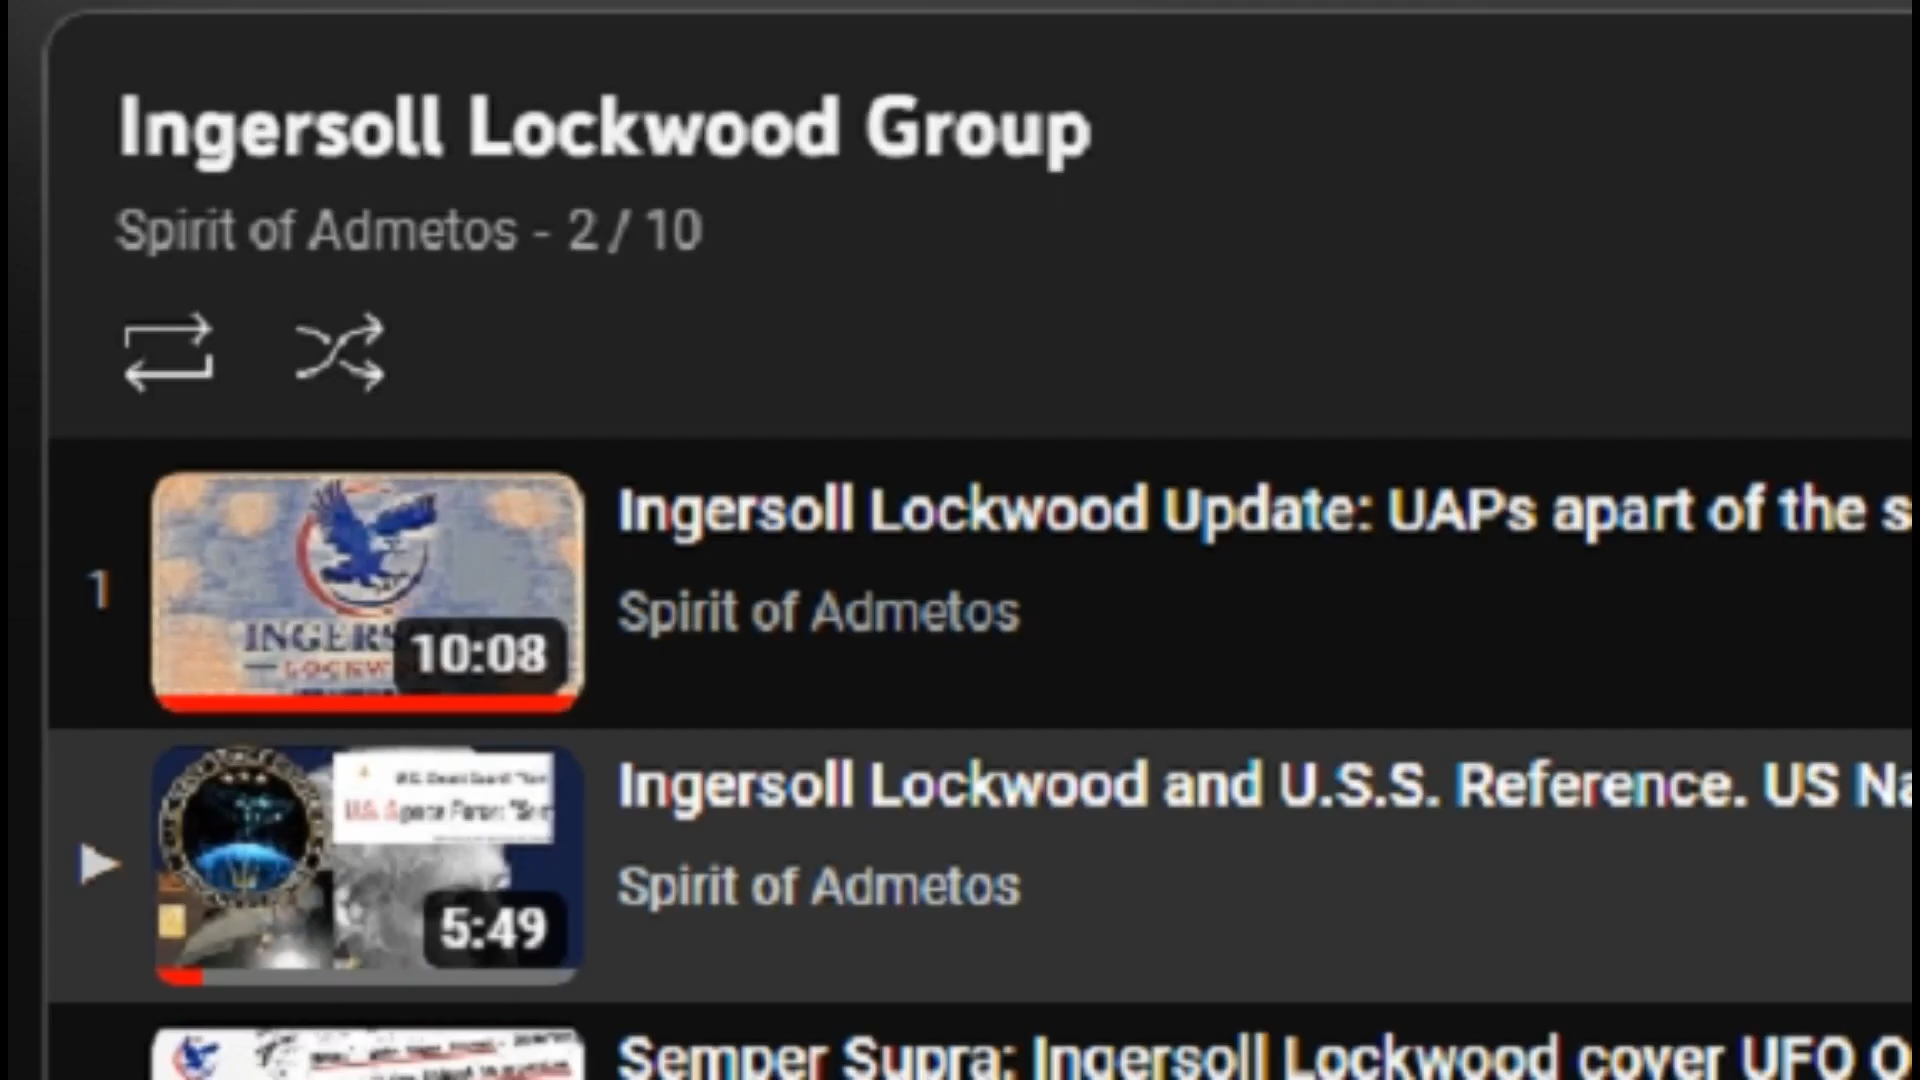 Ingersoll Lockwood Group
Spirit of Admetos - 2 / 10
1
INGERS
10:08
Ingersoll Lockwood Update: UAPs apart of the s
Spirit of Admetos
5:49
Ingersoll Lockwood and U.S.S. Reference. US Na
Spirit of Admetos
Semper Supra: Ingersoll Lockwood cover UFO O